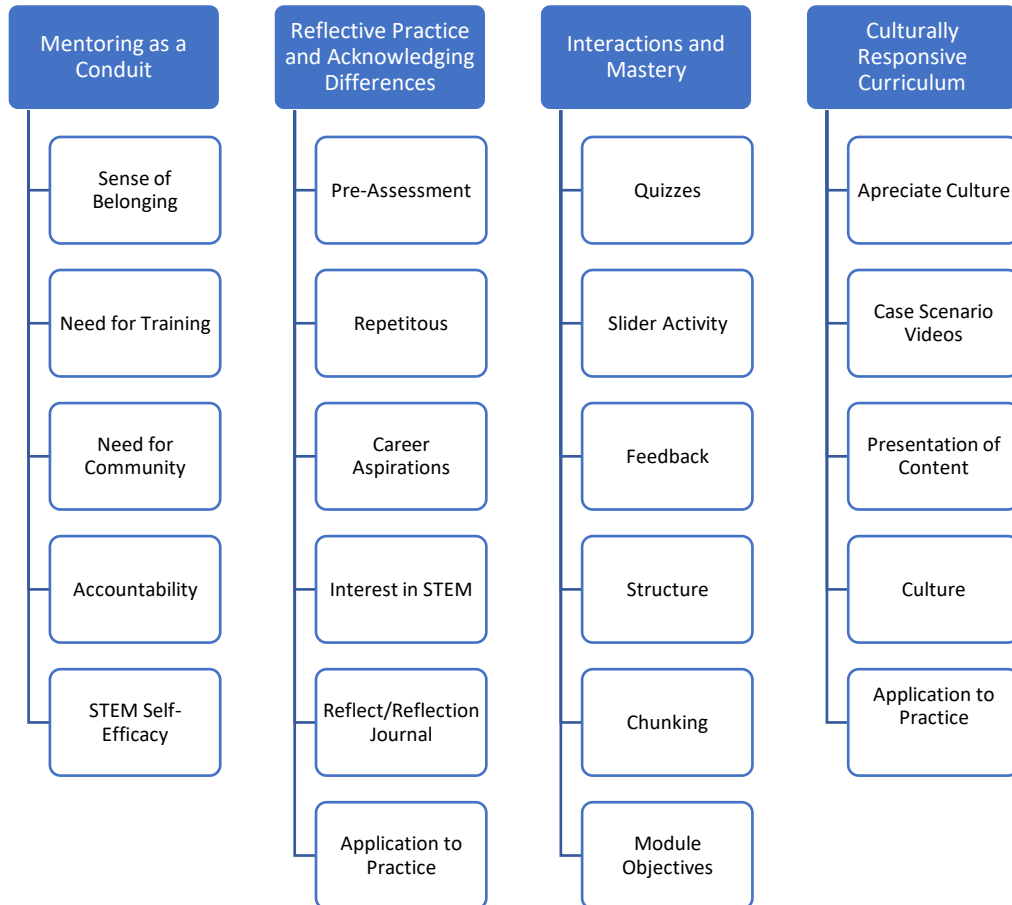 Mentoring as a
Conduit
Sense of
Belonging
Need for Training
Need for
Community
Accountability
STEM Self-
Efficacy
Reflective Practice
and Acknowledging
Differences
Pre-Assessment
Repetitous
Career
Aspirations
Interest in STEM
Reflect/Reflection
Journal
Application to
Practice
Interactions and
Mastery
Quizzes
Slider Activity
Feedback
Structure
Chunking
Module
Objectives
Culturally
Responsive
Curriculum
Apreciate Culture
Case Scenario
Videos
Presentation of
Content
Culture
Application to
Practice